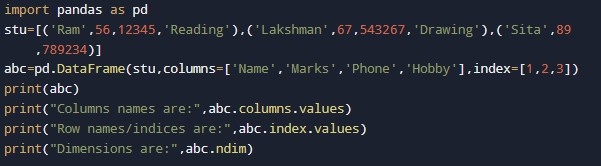 import pandas as pd
stu=[('Ram',56,12345,'Reading'),('Lakshman',67,543267,'Drawing'),('Sita',89
,789234)]
abc=pd.DataFrame(stu,columns=['Name','Marks','Phone','Hobby'],index=[1,2,3])
print(abc)
print("Columns names are:",abc.columns.values)
print("Row names/indices are:",abc.index.values)
print("Dimensions are:",abc.ndim)